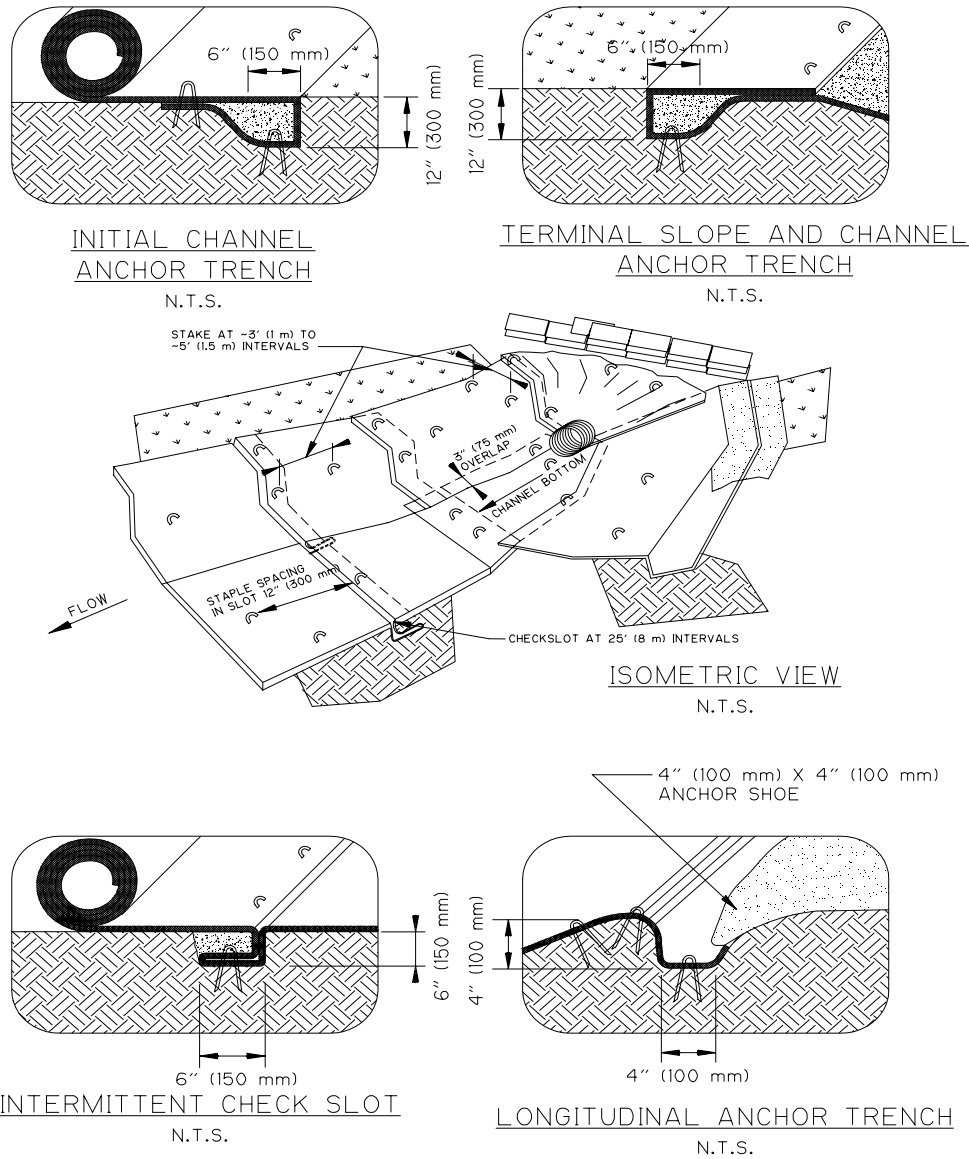 6" (150 mm)
12" (300 mm)
INITIAL CHANNEL
ANCHOR TRENCH
N.T.S.
6" (150 mm)
12" (300 mm)
TERMINAL SLOPE AND CHANNEL
ANCHOR TRENCH
N.T.S.
STAKE AT ~3' (1 m) TO
~5' (1.5 m) INTERVALS
3" (75 mm)
OVERLAP
CHANNEL BOTTOM
STAPLE SPACING
IN SLOT 12" (300 mm)
FLOW
CHECKSLOT AT 25' (8 m) INTERVALS
ISOMETRIC VIEW
N.T.S.
6" (150 mm)
6" (150 mm)
INTERMITTENT CHECK SLOT
N.T.S.
4" (100 mm) X 4" (100 mm)
ANCHOR SHOE
4" (100 mm)
4" (100 mm)
LONGITUDINAL ANCHOR TRENCH
N.T.S.